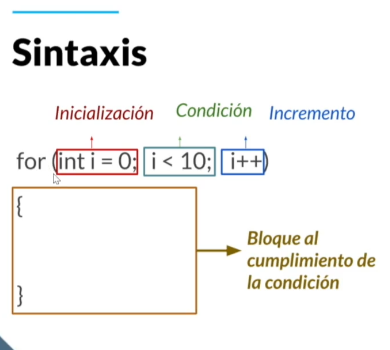 Sintaxis
Inicialización Condición Incremento
for (int i = 0; i < 10; i++)
{
Bloque al
cumplimiento de
la condición
}